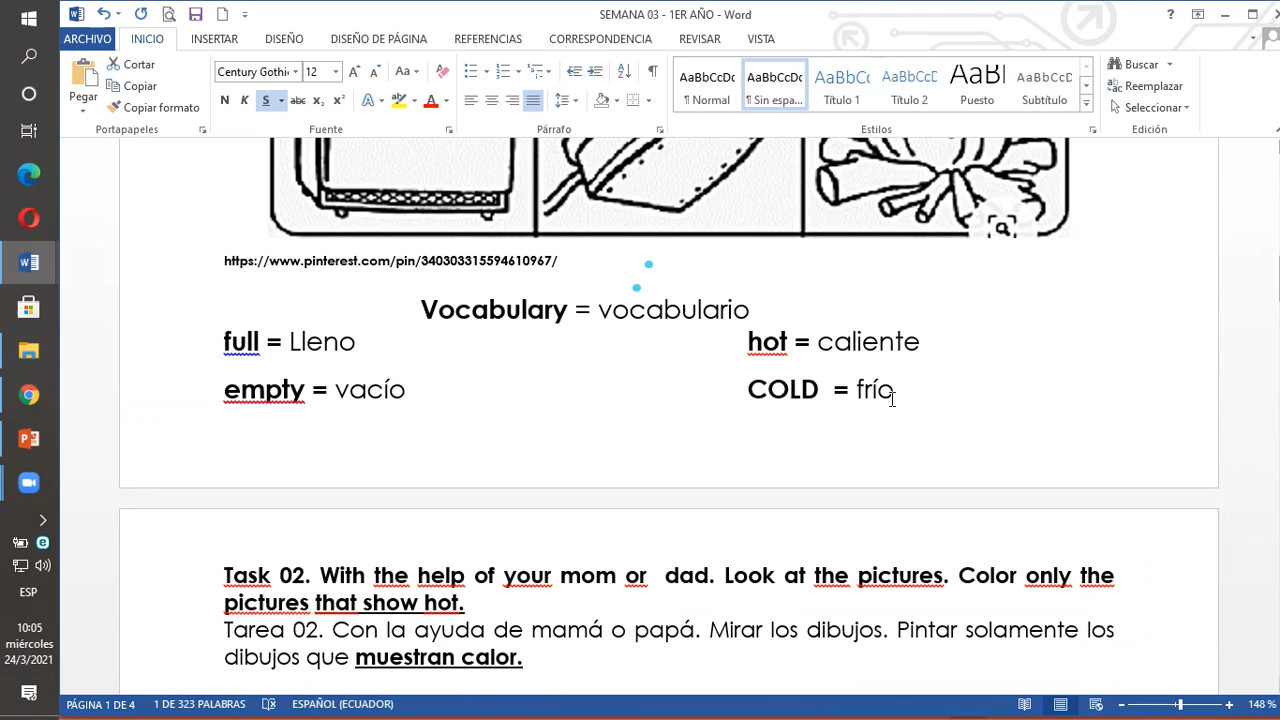 SEMANA 03 - 1ER AÑO - Word
ARCHIVO INICIO INSERTAR DISEÑO DISEÑO DE PÁGINA REFERENCIAS CORRESPONDENCIA REVISAR VISTA
Pegar
Cortar
Copiar
Copiar formato
Portapapeles
Century Gothi 12
N K S abc x₂ x²
Fuente
Párrafo
AaBbCcDc AaBbCcDc AaBbC AaBbCcD AaB AaBbCcD
¶ Normal ¶ Sin espa... Título 1 Título 2 Puesto Subtítulo
Estilos
Buscar
Reemplazar
Seleccionar
Edición
https://www.pinterest.com/pin/340303315594610967/
Vocabulary = vocabulario
full = Lleno hot = caliente
empty = vacío COLD = frío
Task 02. With the help of your mom or dad. Look at the pictures. Color only the
pictures that show hot.
Tarea 02. Con la ayuda de mamá o papá. Mirar los dibujos. Pintar solamente los
dibujos que muestran calor.
ESP
10:05
miércoles
24/3/2021
PÁGINA 1 DE 4 1 DE 323 PALABRAS ESPAÑOL (ECUADOR) 148 %